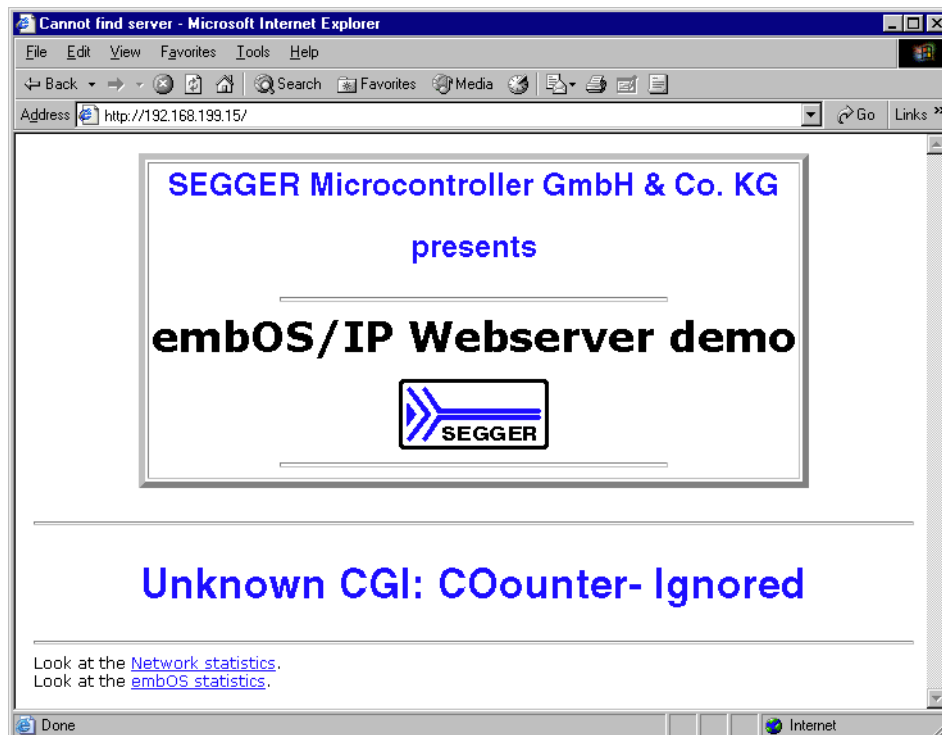 Cannot find server - Microsoft Internet Explorer
File Edit View Favorites Tools Help
Back Search Favorites Media
Address http://192.168.199.15/ Go Links »
SEGGER Microcontroller GmbH & Co. KG
presents
embOS/IP Webserver demo
SEGGER
Unknown CGI: COounter- Ignored
Look at the Network statistics.
Look at the embOS statistics.
Done Internet